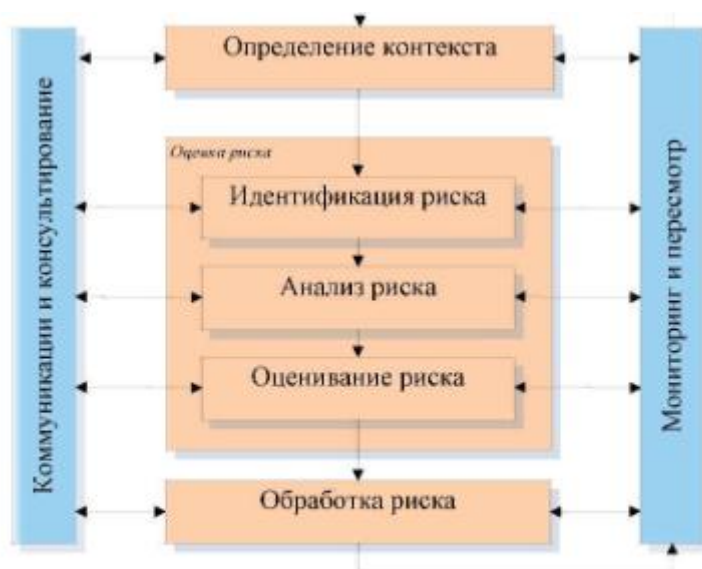 Определение контекста
Оценка риска
Идентификация риска
Анализ риска
Оценивание риска
Обработка риска
Коммуникации и консультирование
Мониторинг и пересмотр